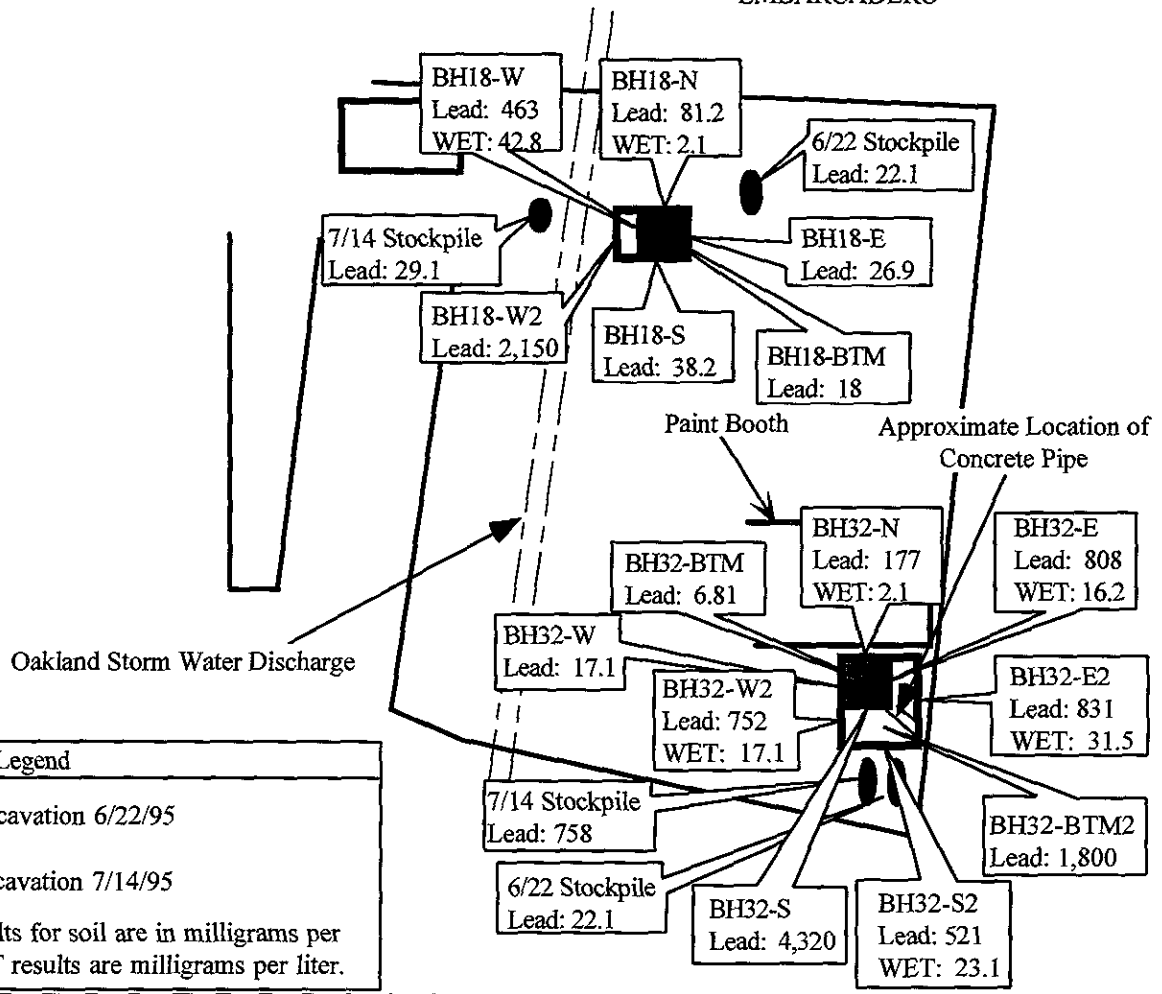 BH18-W
Lead: 463
WET: 42.8
BH18-N
Lead: 81.2
WET: 2.1
6/22 Stockpile
Lead: 22.1
7/14 Stockpile
Lead: 29.1
BH18-E
Lead: 26.9
BH18-W2
Lead: 2,150
BH18-S
Lead: 38.2
BH18-BTM
Lead: 18
Paint Booth
Approximate Location of
Concrete Pipe
BH32-N
Lead: 177
WET: 2.1
BH32-E
Lead: 808
WET: 16.2
BH32-BTM
Lead: 6.81
BH32-W
Lead: 17.1
Oakland Storm Water Discharge
BH32-W2
Lead: 752
WET: 17.1
BH32-E2
Lead: 831
WET: 31.5
7/14 Stockpile
Lead: 758
BH32-BTM2
Lead: 1,800
6/22 Stockpile
Lead: 22.1
BH32-S
Lead: 4,320
BH32-S2
Lead: 521
WET: 23.1
Legend
cavation 6/22/95
cavation 7/14/95
lts for soil are in milligrams per
T results are milligrams per liter.